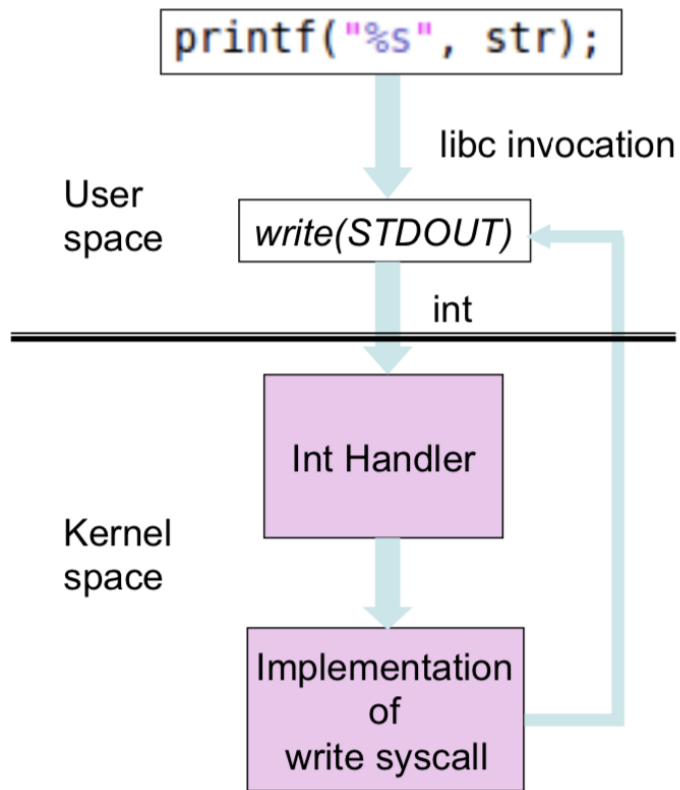 printf("%s", str);
libc invocation
User
space
write(STDOUT)
int
Int Handler
Kernel
space
Implementation
of
write syscall